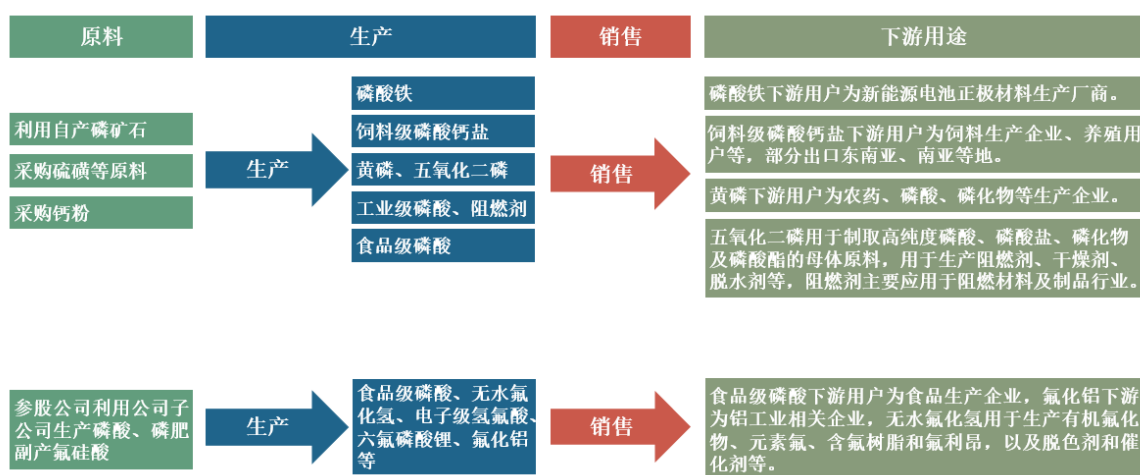 原料
生产
销售
下游用途
利用自产磷矿石
采购硫磺等原料
采购钙粉
生产
磷酸铁
饲料级磷酸钙盐
黄磷、五氧化二磷
工业级磷酸、阻燃剂
食品级磷酸
销售
磷酸铁下游用户为新能源电池正极材料生产厂商。
饲料级磷酸钙盐下游用户为饲料生产企业、养殖用
户等，部分出口东南亚、南亚等地。
黄磷下游用户为农药、磷酸、磷化物等生产企业。
五氧化二磷用于制取高纯度磷酸、磷酸盐、磷化物
及磷酸酯的母体原料，用于生产阻燃剂、干燥剂、
脱水剂等，阻燃剂主要应用于阻燃材料及制品行业。
参股公司利用公司子
公司生产磷酸、磷肥
副产氟硅酸
生产
食品级磷酸、无水氟
化氢、电子级氢氟酸、
六氟磷酸锂、氟化铝
等
销售
食品级磷酸下游用户为食品生产企业，氟化铝下游
为铝工业相关企业，无水氟化氢用于生产有机氟化
物、元素氟、含氟树脂和氟利昂，以及脱色剂和催
化剂等。